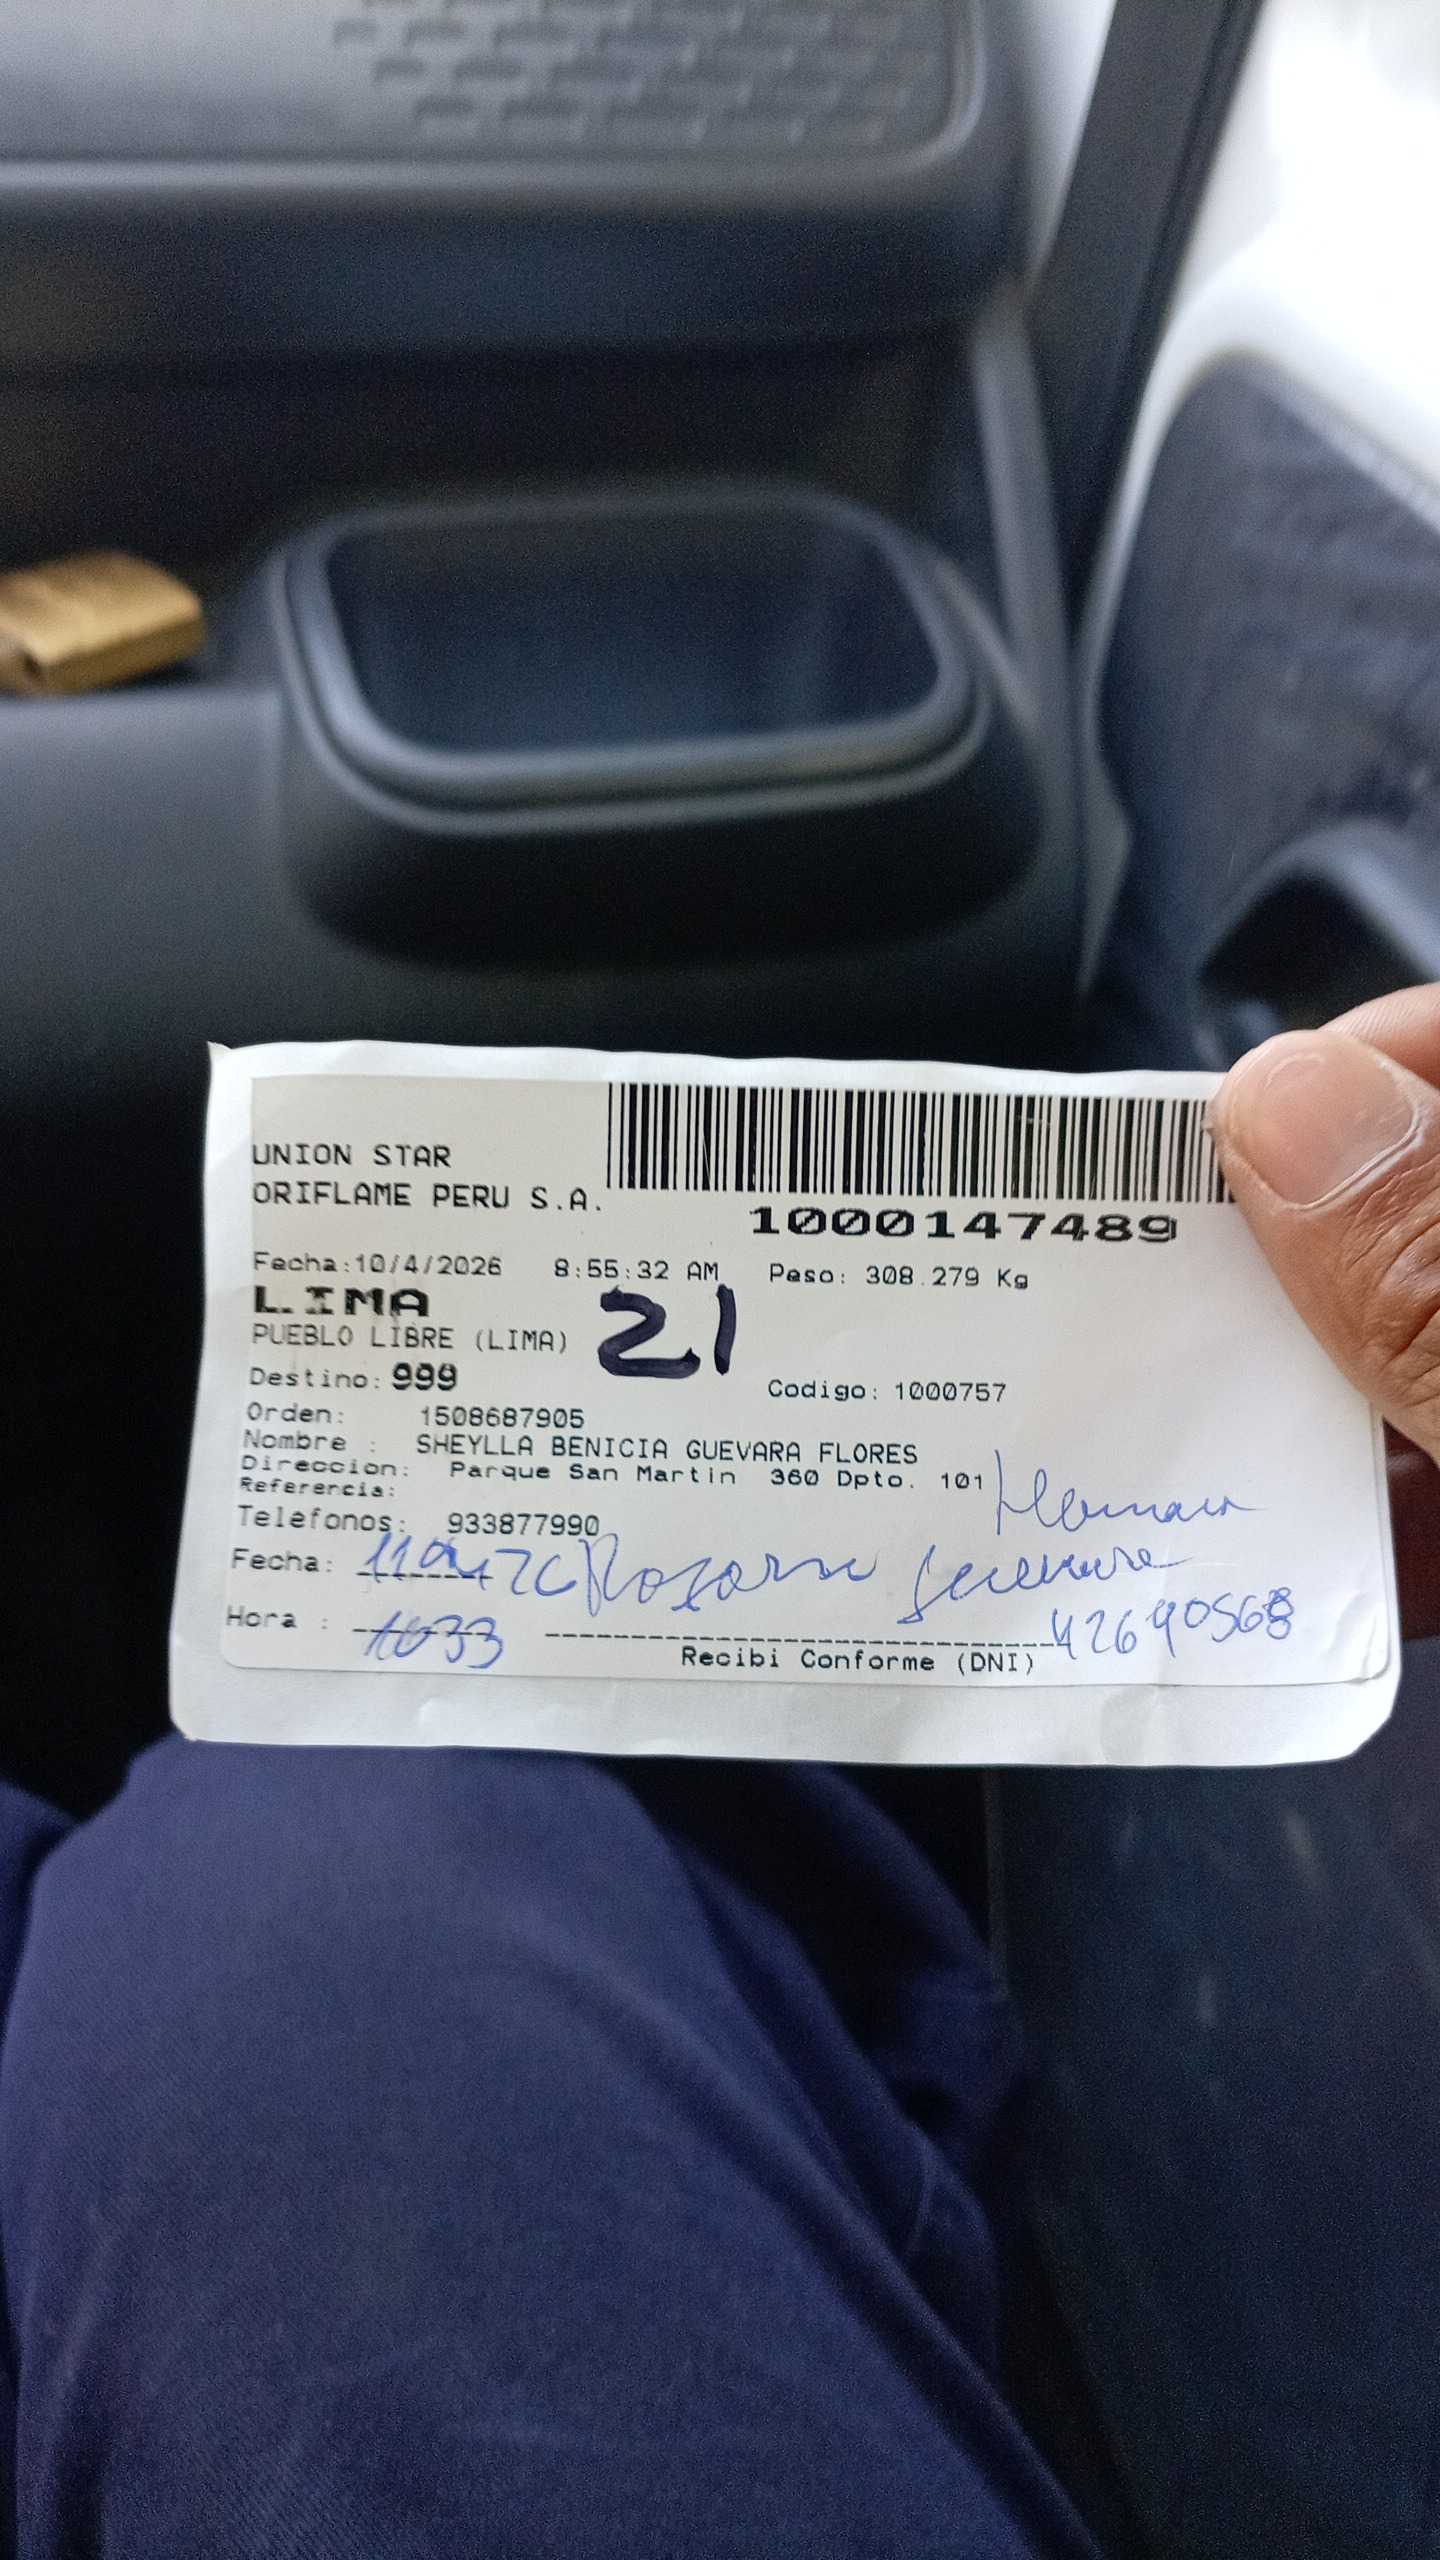 UNION STAR
ORIFLAME PERU S.A.
1000147489
Fecha:10/4/2026 8:55:32 AM Peso: 308.279 Kg
LIMA
PUEBLO LIBRE (LIMA) 21
Destino: 999 Codigo: 1000757
Orden: 1508687905
Nombre : SHEYLLA BENICIA GUEVARA FLORES
Direccion: Parque San Martin 360 Dpto. 101
Referencia:
Telefonos: 933877990
Fecha:
Hora : 1033 42690568
Recibi Conforme (DNI)